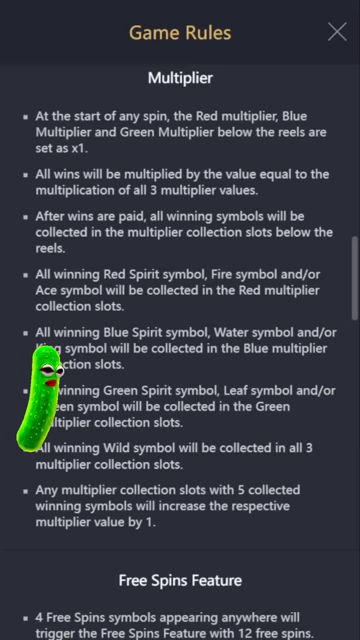 Game Rules
Multiplier
At the start of any spin, the Red multiplier, Blue
Multiplier and Green Multiplier below the reels are
set as x1.
All wins will be multiplied by the value equal to the
multiplication of all 3 multiplier values.
After wins are paid, all winning symbols will be
collected in the multiplier collection slots below the
reels.
All winning Red Spirit symbol, Fire symbol and/or
Ace symbol will be collected in the Red multiplier
collection slots.
All winning Blue Spirit symbol, Water symbol and/or
symbol will be collected in the Blue multiplier
slots.
winning Green Spirit symbol, Leaf symbol and/or
symbol will be collected in the Green
slots.
All winning Wild symbol will be collected in all 3
multiplier collection slots.
Any multiplier collection slots with 5 collected
winning symbols will increase the respective
multiplier value by 1.
Free Spins Feature
4 Free Spins symbols appearing anywhere will
trigger the Free Spins Feature with 12 free spins.